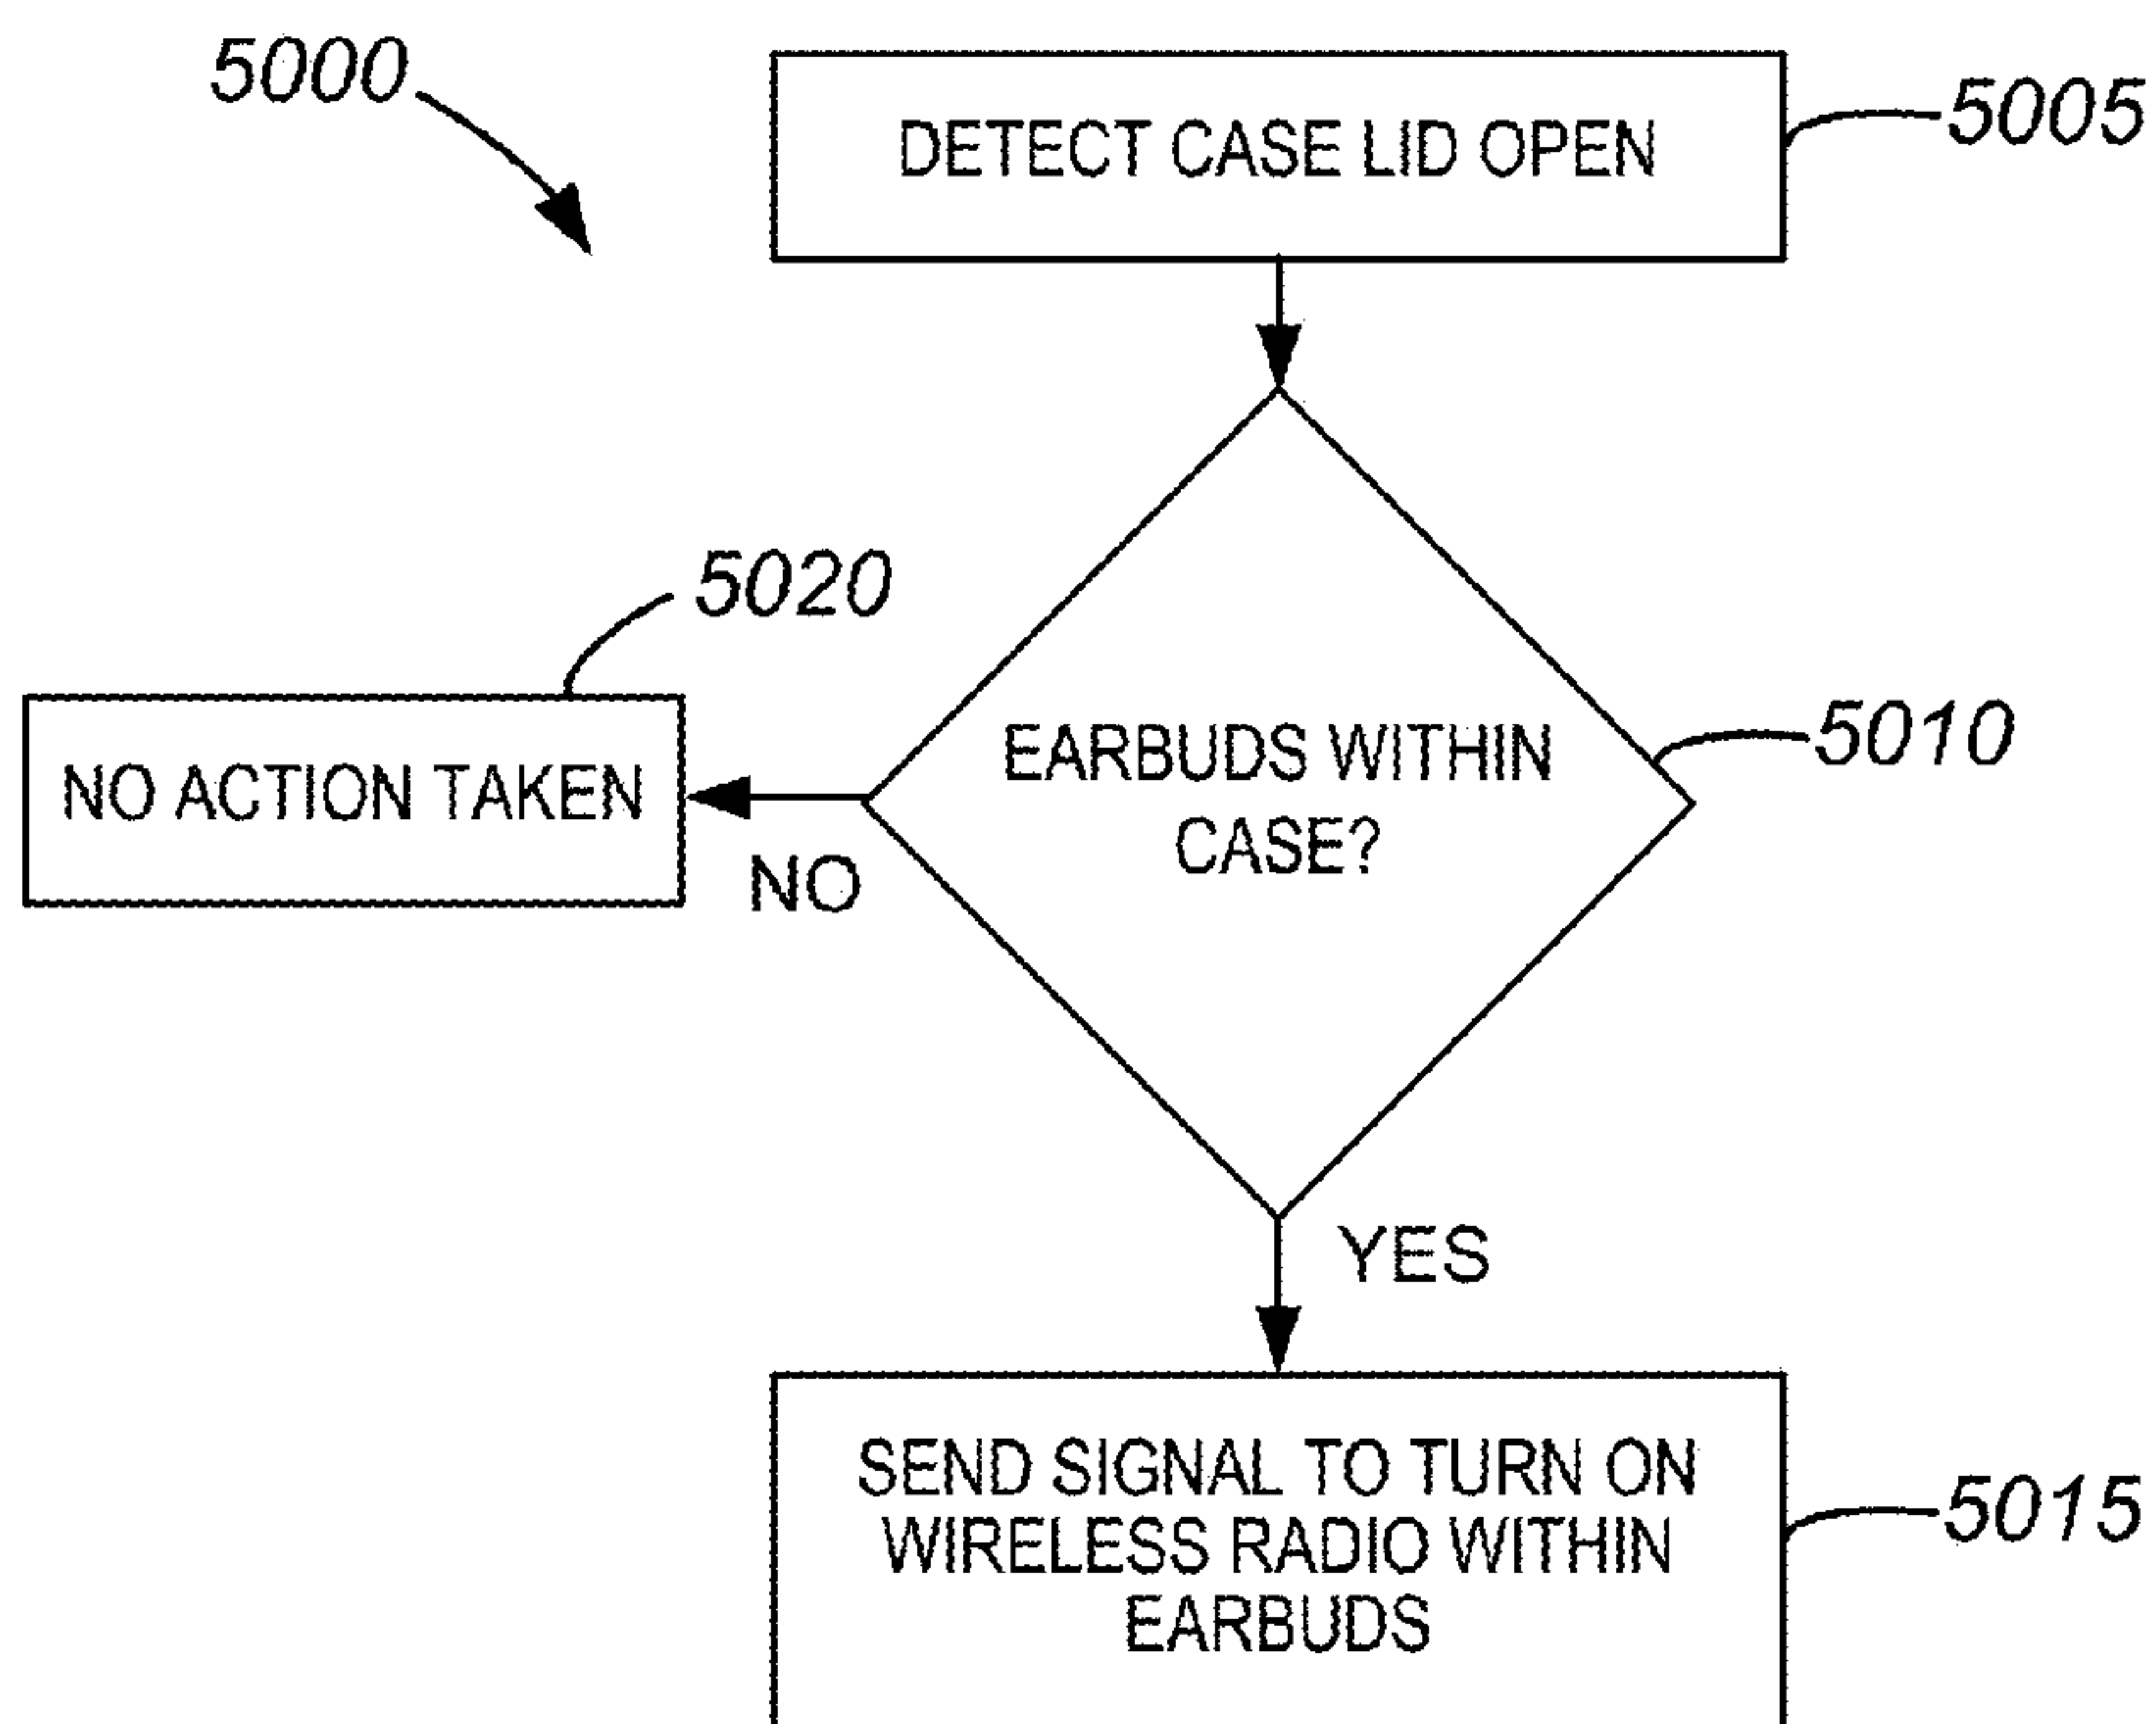 5000
DETECT CASE LID OPEN
5005
5020
NO ACTION TAKEN
NO
EARBUDS WITHIN
CASE?
5010
YES
SEND SIGNAL TO TURN ON
WIRELESS RADIO WITHIN
EARBUDS
5015